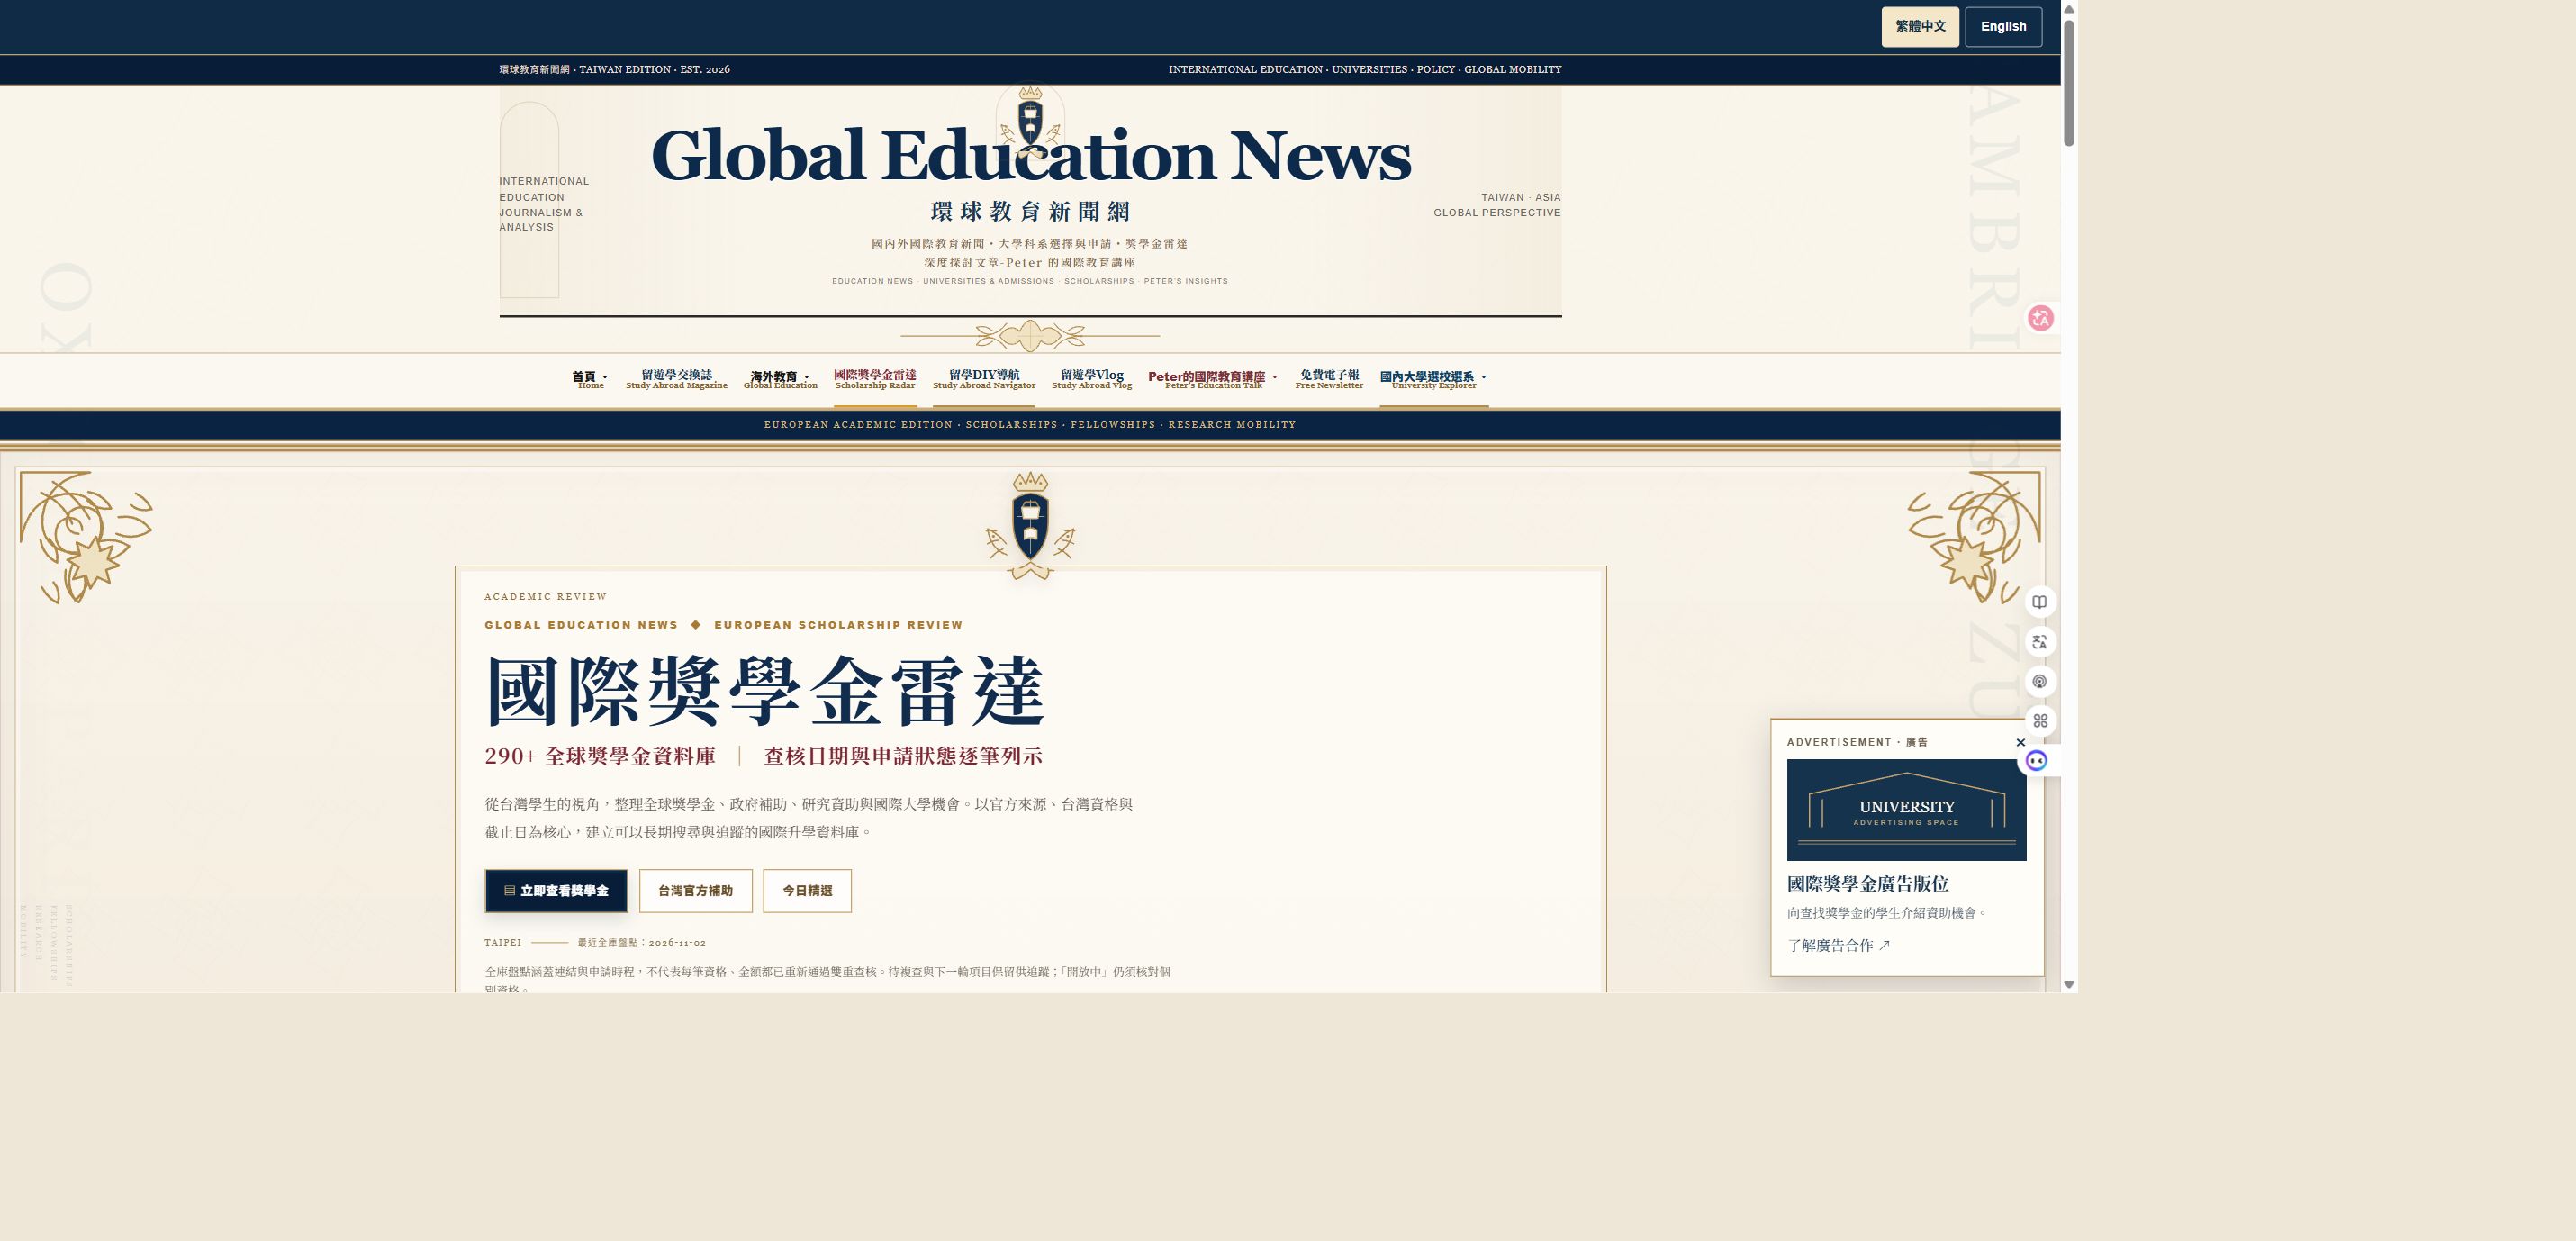 繁體中文
English
環球教育新聞網 · TAIWAN EDITION · EST. 2026
INTERNATIONAL EDUCATION · UNIVERSITIES · POLICY · GLOBAL MOBILITY
Global Education News
環球教育新聞網
INTERNATIONAL
EDUCATION
JOURNALISM &
ANALYSIS
TAIWAN · ASIA
GLOBAL PERSPECTIVE
國內外國際教育新聞・大學科系選擇與申請・獎學金雷達
深度探討文章-Peter 的國際教育講座
EDUCATION NEWS · UNIVERSITIES & ADMISSIONS · SCHOLARSHIPS · PETER'S INSIGHTS
OX
AMBRI
首頁
Home
留遊學交換誌
Study Abroad Magazine
海外教育
Global Education
國際獎學金雷達
Scholarship Radar
留學DIY導航
Study Abroad Navigator
留遊學Vlog
Study Abroad Vlog
Peter的國際教育講座
Peter's Education Talk
免費電子報
Free Newsletter
國內大學選校選系
University Explorer
EUROPEAN ACADEMIC EDITION · SCHOLARSHIPS · FELLOWSHIPS · RESEARCH MOBILITY
ACADEMIC REVIEW
GLOBAL EDUCATION NEWS ◆ EUROPEAN SCHOLARSHIP REVIEW
國際獎學金雷達
290+ 全球獎學金資料庫 ｜ 查核日期與申請狀態逐筆列示
從台灣學生的視角，整理全球獎學金、政府補助、研究資助與國際大學機會。以官方來源、台灣資格與
截止日為核心，建立可以長期搜尋與追蹤的國際升學資料庫。
立即查看獎學金
台灣官方補助
今日精選
TAIPEI
最近全庫盤點：2026-11-02
全庫盤點涵蓋連結與申請時程，不代表每筆資格、金額都已重新通過雙重查核。待複查與下一輪項目保留供追蹤；「開放中」仍須核對個
別資格。
SCHOLARSHIPS
FELLOWSHIPS
RESEARCH
MOBILITY
ZU
ADVERTISEMENT · 廣告
×
UNIVERSITY
ADVERTISING SPACE
國際獎學金廣告版位
向查找獎學金的學生介紹資助機會。
了解廣告合作 ↗